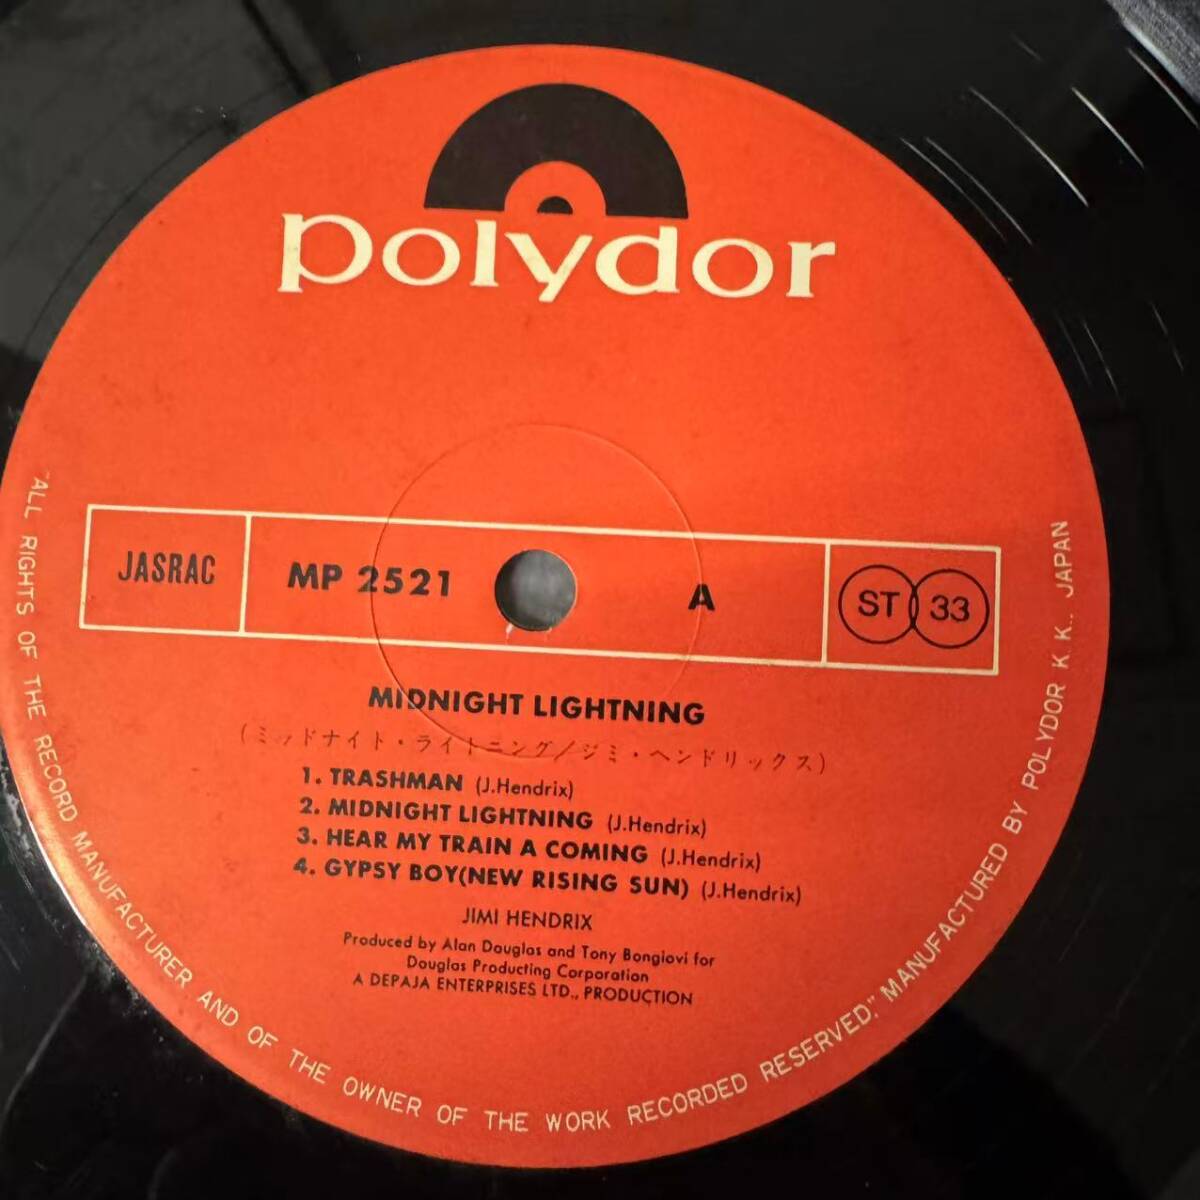 polydor
JASRAC MP 2521 A ST 33
MIDNIGHT LIGHTNING
(ミッドナイト・ライトニング/ジミ・ヘンドリックス)
1. TRASHMAN (J.Hendrix)
2. MIDNIGHT LIGHTNING (J.Hendrix)
3. HEAR MY TRAIN A COMING (J.Hendrix)
4. GYPSY BOY(NEW RISING SUN) (J.Hendrix)
JIMI HENDRIX
Produced by Alan Douglas and Tony Bongiovi for
Douglas Producting Corporation
A DEPAJA ENTERPRISES LTD., PRODUCTION
"ALL RIGHTS OF THE RECORD MANUFACTURER AND OF THE OWNER OF THE WORK RECORDED RESERVED," MANUFACTURED BY POLYDOR K. K., JAPAN